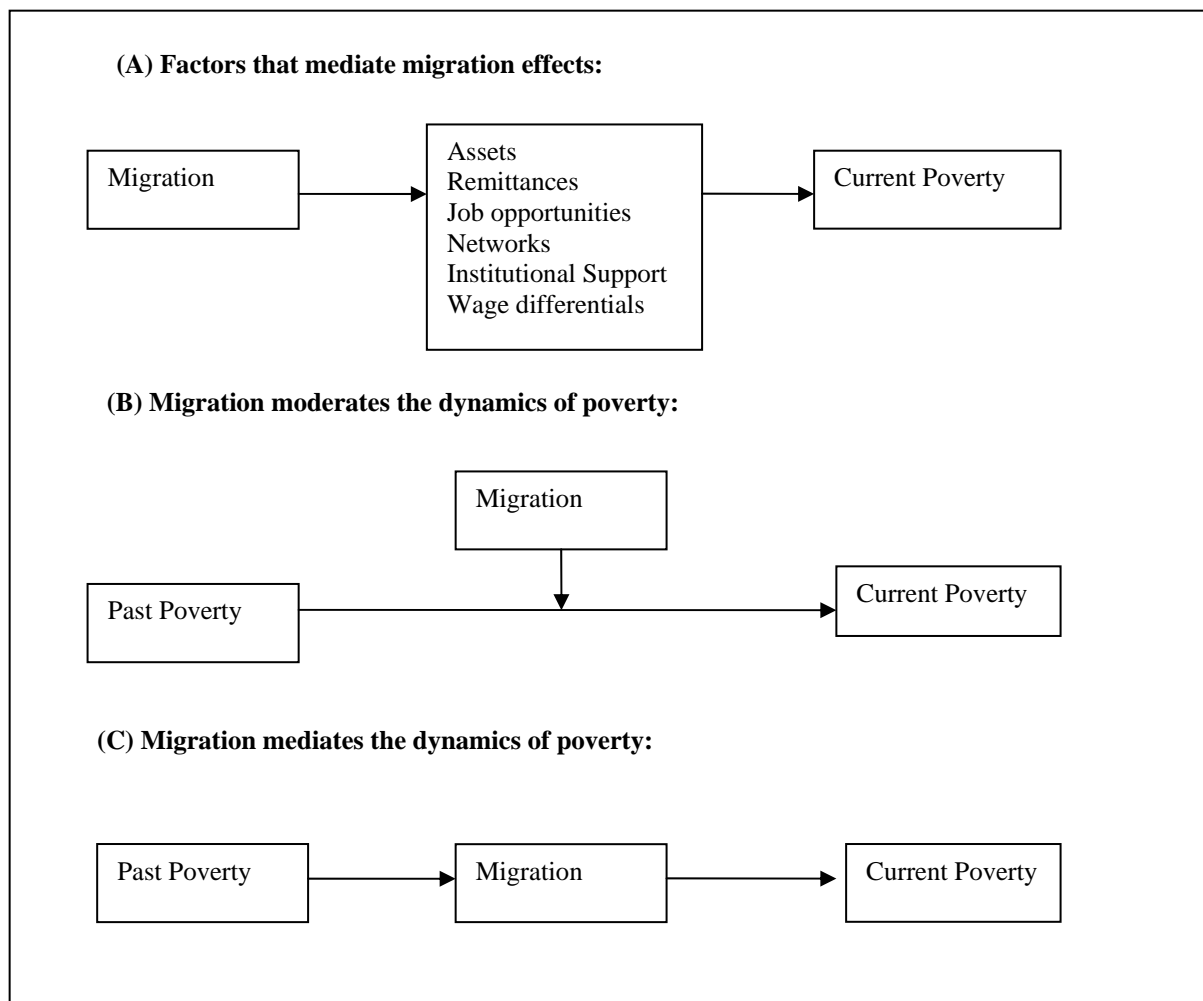 (A) Factors that mediate migration effects:
Migration
Assets
Remittances
Job opportunities
Networks
Institutional Support
Wage differentials
Current Poverty
(B) Migration moderates the dynamics of poverty:
Migration
Past Poverty
Current Poverty
(C) Migration mediates the dynamics of poverty:
Past Poverty
Migration
Current Poverty